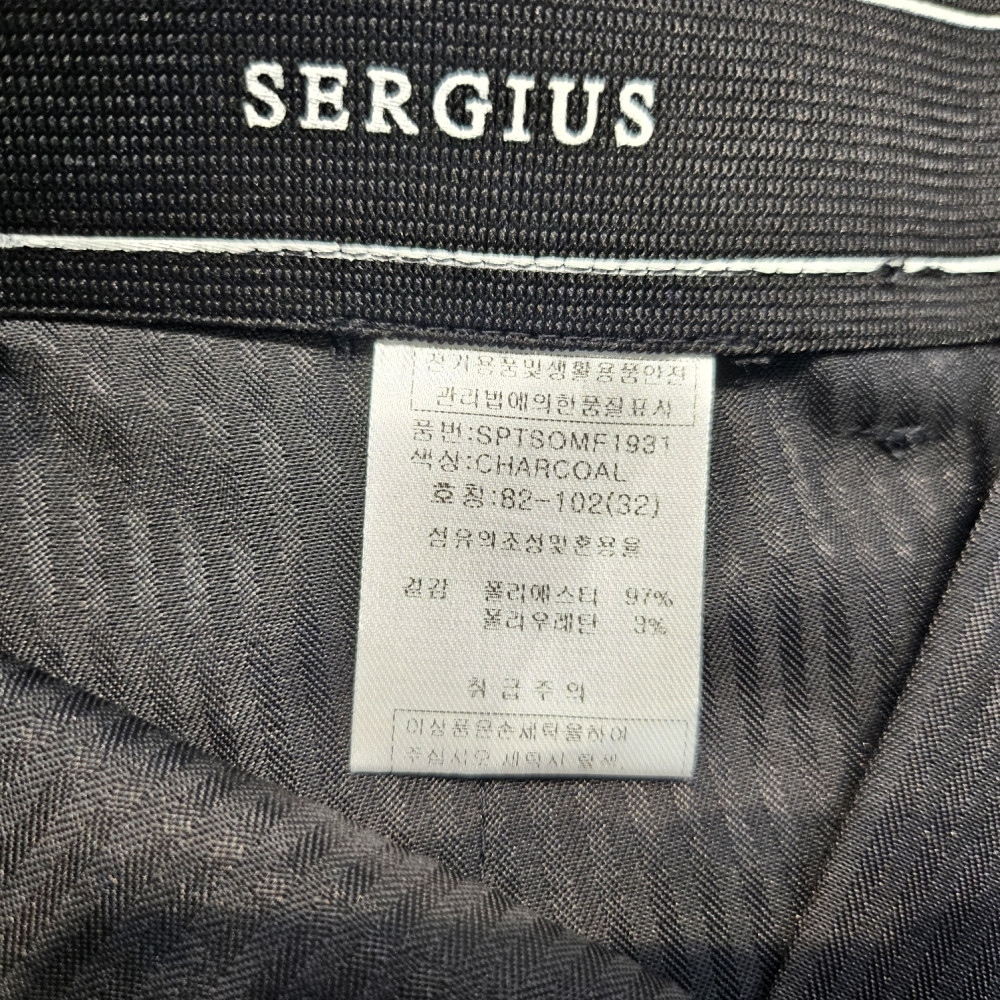 SERGIUS
전기용품및생활용품안전
관리법에의한품질표시
품번:SPTSOMF1931
색상:CHARCOAL
호칭:82-102(32)
섬유의조성및혼용율
겉감 폴리에스터 97%
폴리우레탄 3%
취급주의
이상품은손세탁을하여
주십시오 세탁시 탈색